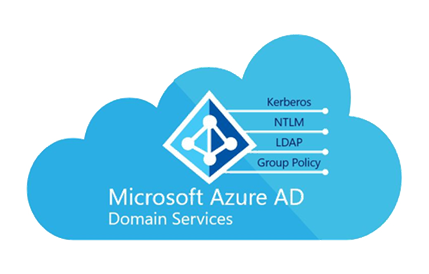 Kerberos
NTLM
LDAP
Group Policy
Microsoft Azure AD
Domain Services